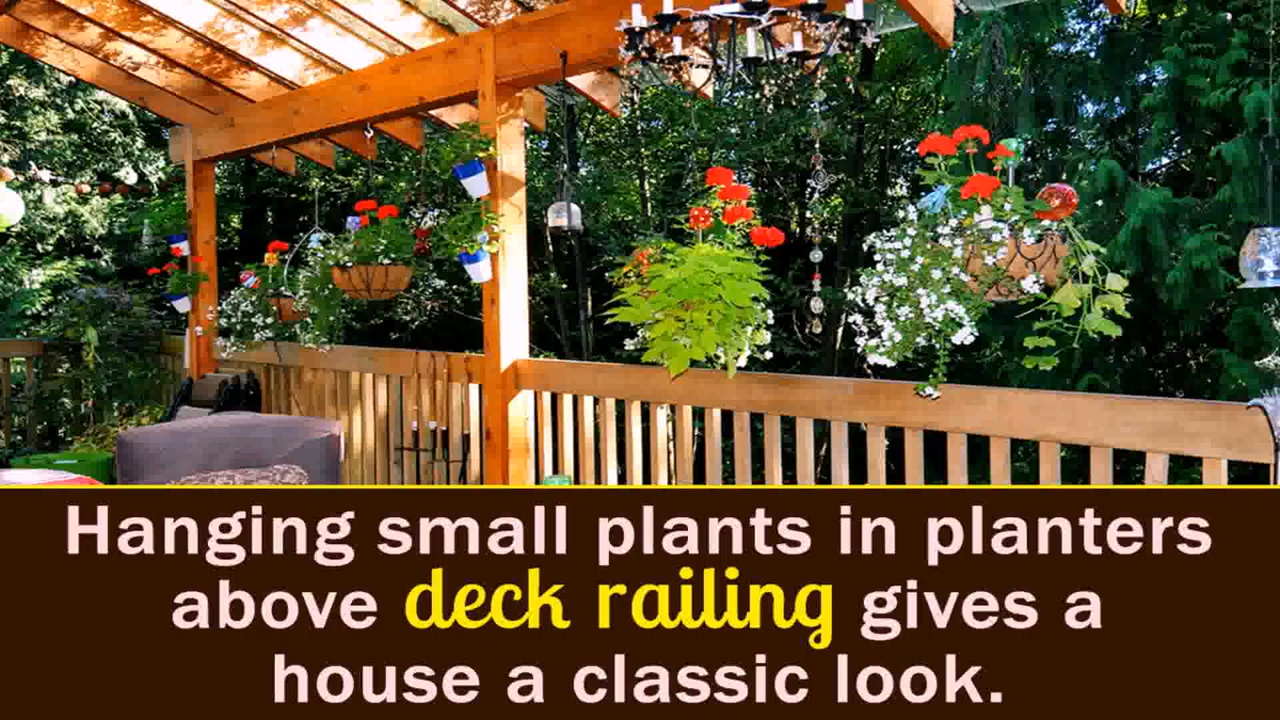 Hanging small plants in planters
above deck railing gives a
house a classic look.